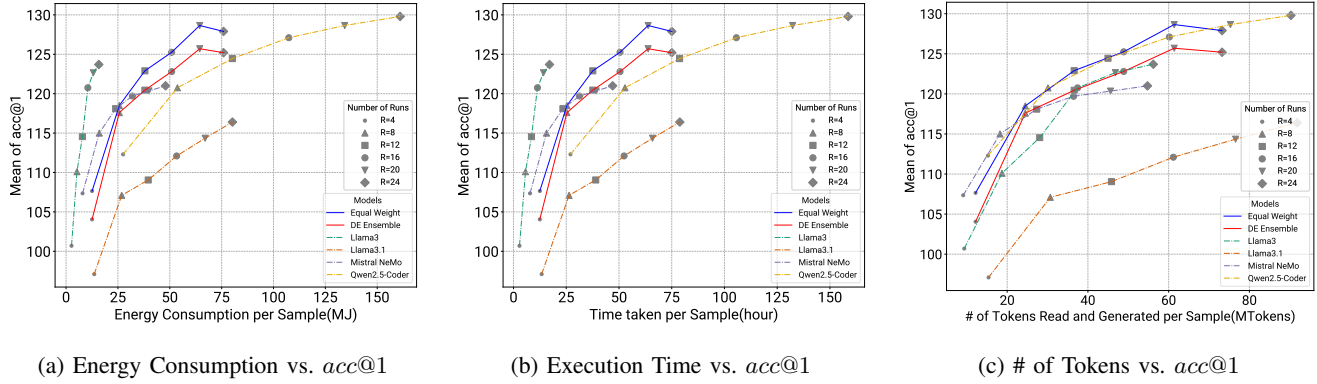 Mean of acc@1
130
125
120
115
110
105
100
0 25 50 75 100 125 150
Energy Consumption per Sample(MJ)
Number of Runs
R=4
R=8
R=12
R=16
R=20
R=24
Models
Equal Weight
DE Ensemble
Llama3
Llama3.1
Mistral NeMo
Qwen2.5-Coder
(a) Energy Consumption vs. acc@1
Mean of acc@1
130
125
120
115
110
105
100
0 25 50 75 100 125 150
Time taken per Sample(hour)
Number of Runs
R=4
R=8
R=12
R=16
R=20
R=24
Models
Equal Weight
DE Ensemble
Llama3
Llama3.1
Mistral NeMo
Qwen2.5-Coder
(b) Execution Time vs. acc@1
Mean of acc@1
130
125
120
115
110
105
100
20 40 60 80
# of Tokens Read and Generated per Sample(MTokens)
Number of Runs
R=4
R=8
R=12
R=16
R=20
R=24
Models
Equal Weight
DE Ensemble
Llama3
Llama3.1
Mistral NeMo
Qwen2.5-Coder
(c) # of Tokens vs. acc@1